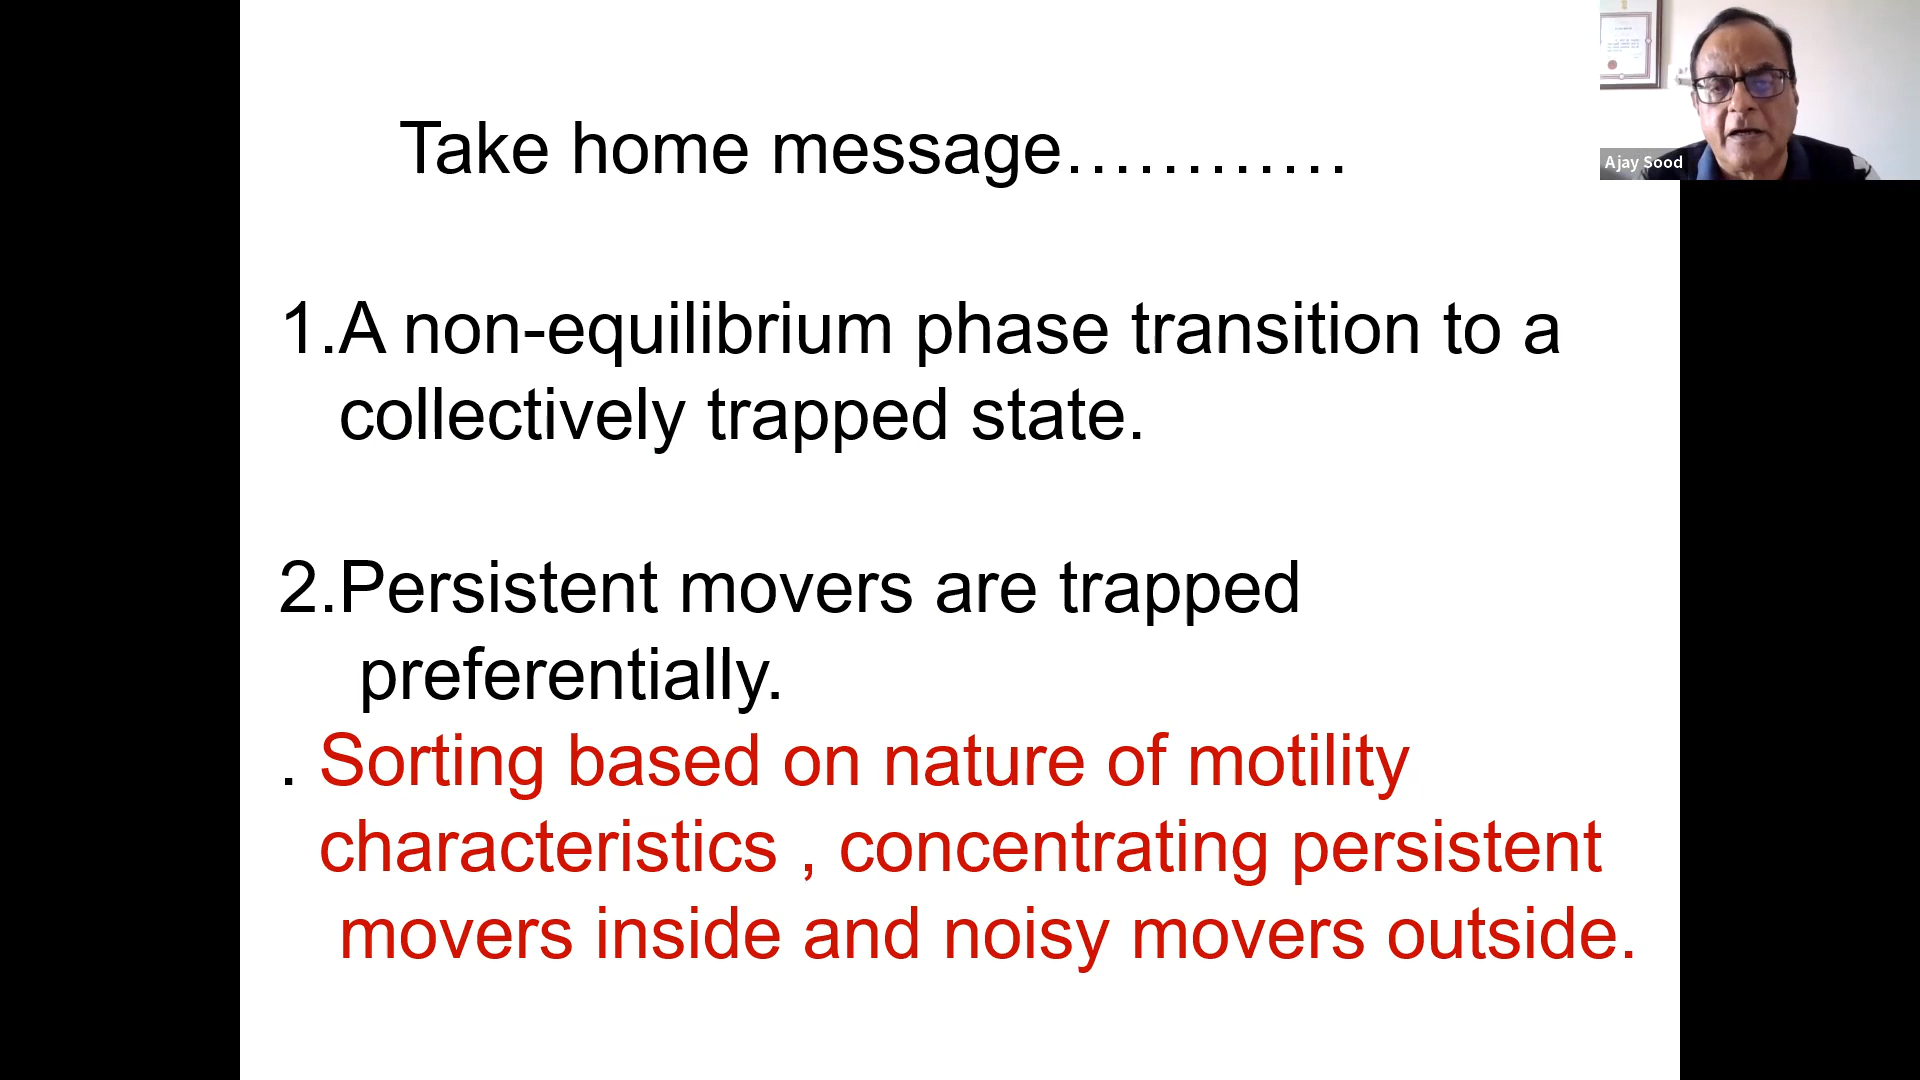 Take home message…………
1.A non-equilibrium phase transition to a
collectively trapped state.
2.Persistent movers are trapped
preferentially.
. Sorting based on nature of motility
characteristics , concentrating persistent
movers inside and noisy movers outside.
Ajay Sood